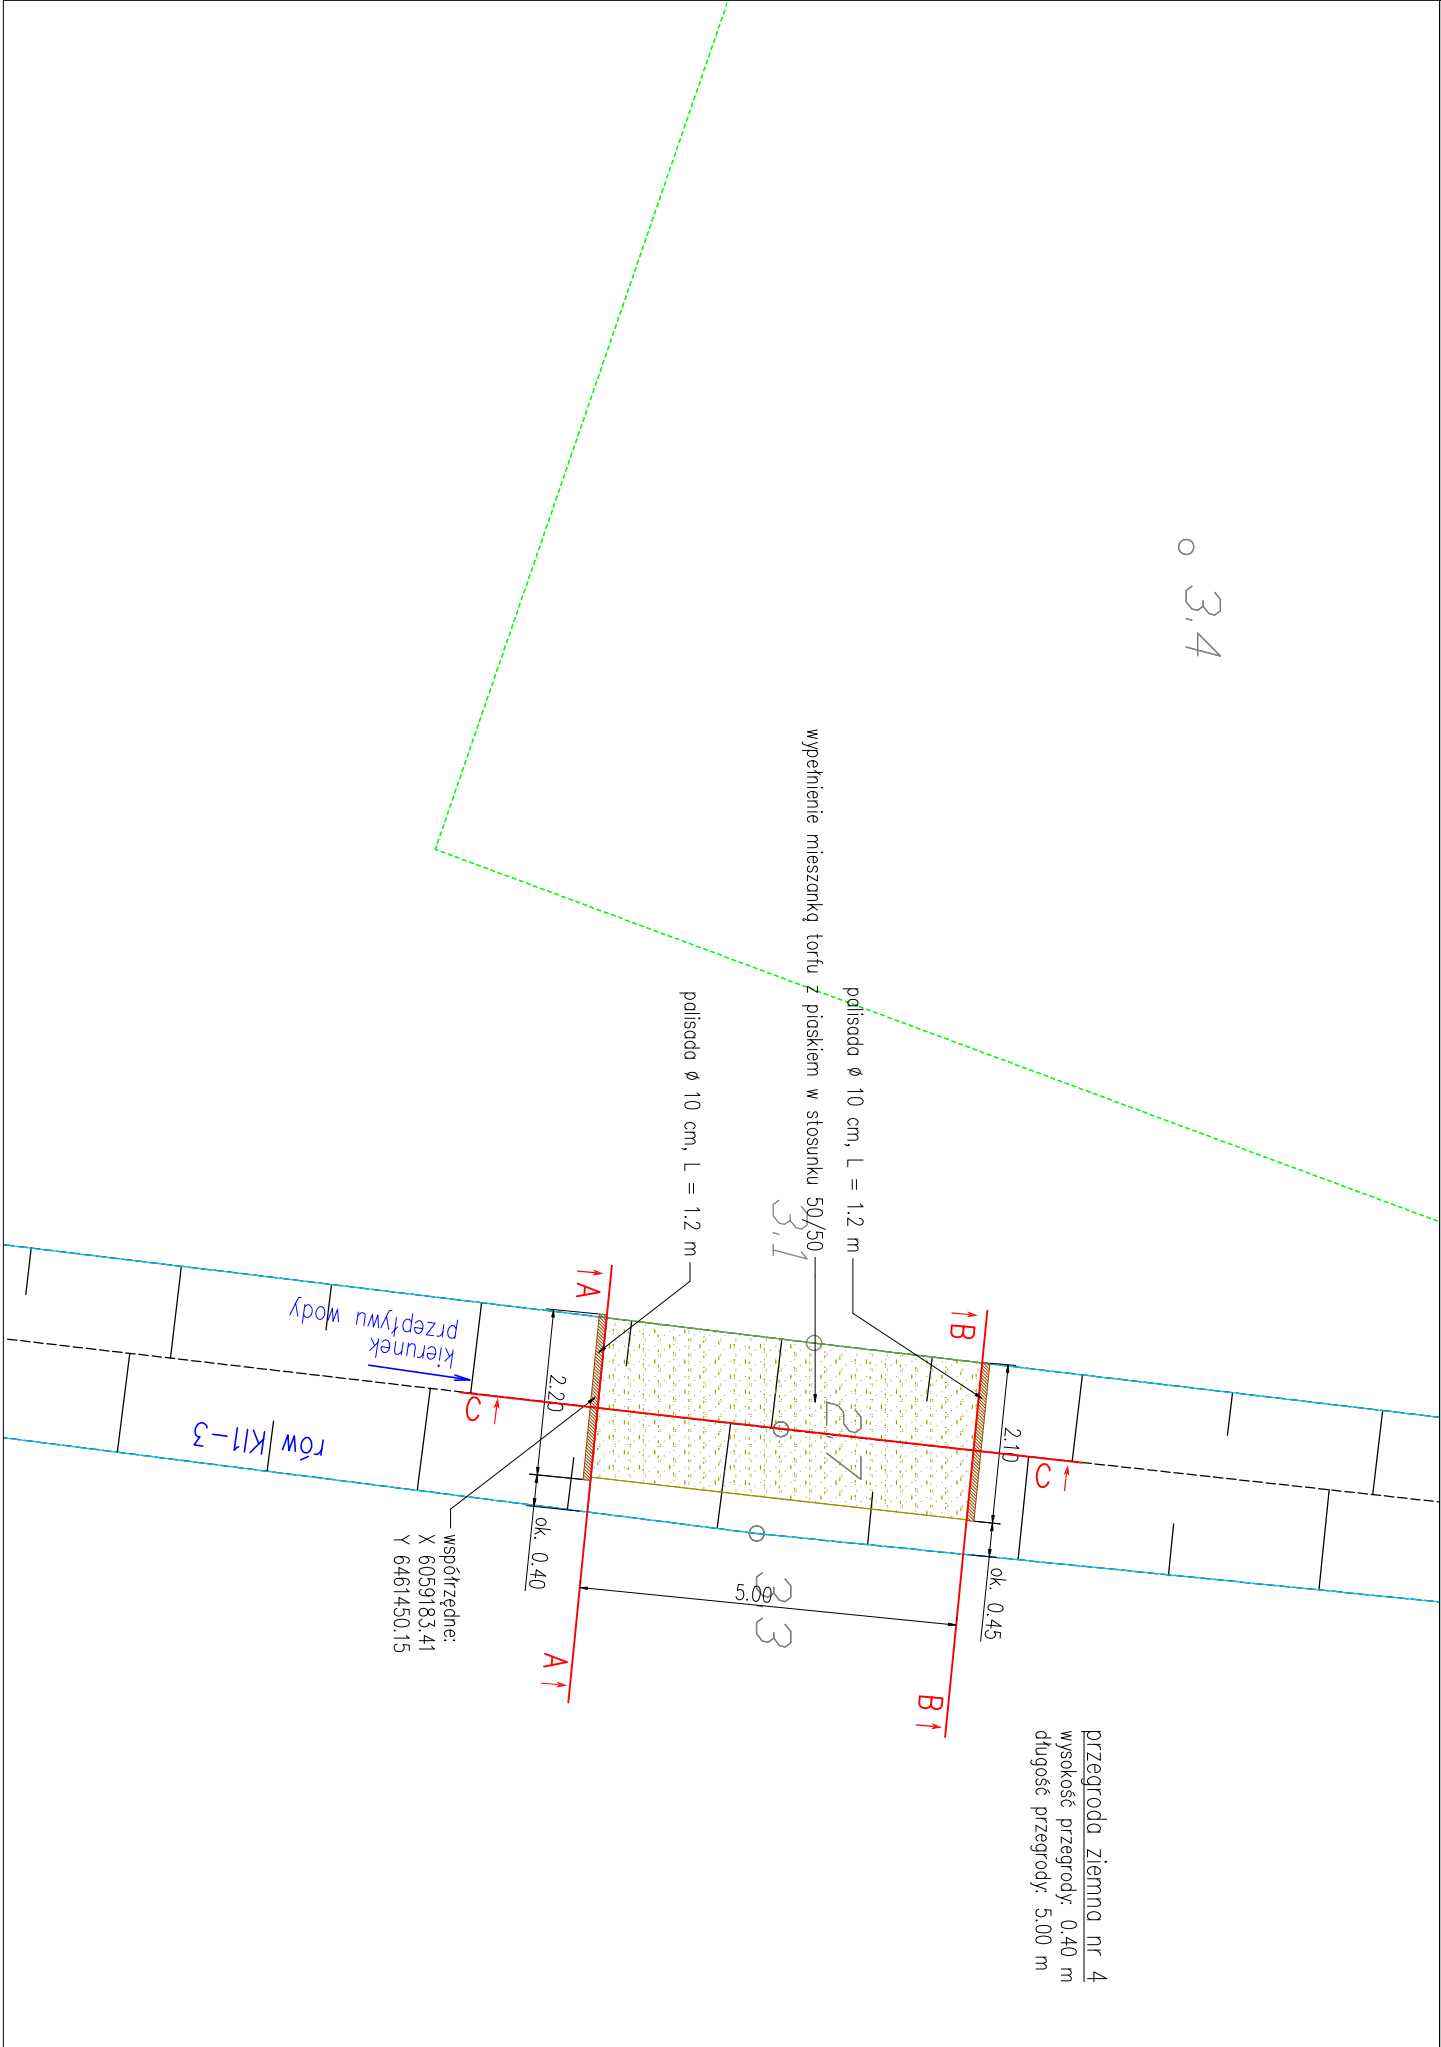 przegroda ziemna nr 4
wysokość przegrody: 0.40 m
długość przegrody: 5.00 m
3.4
wypełnienie mieszanką torfu z piaskiem w stosunku 50/50
palisada ø 10 cm, L = 1.2 m
palisada ø 10 cm, L = 1.2 m
3.1
2.7
3.3
B
B
A
A
C
C
2.10
ok. 0.45
5.00
2.20
ok. 0.40
kierunek
przepływu wody
rów KI1-3
współrzędne:
X 6059183.41
Y 6461450.15